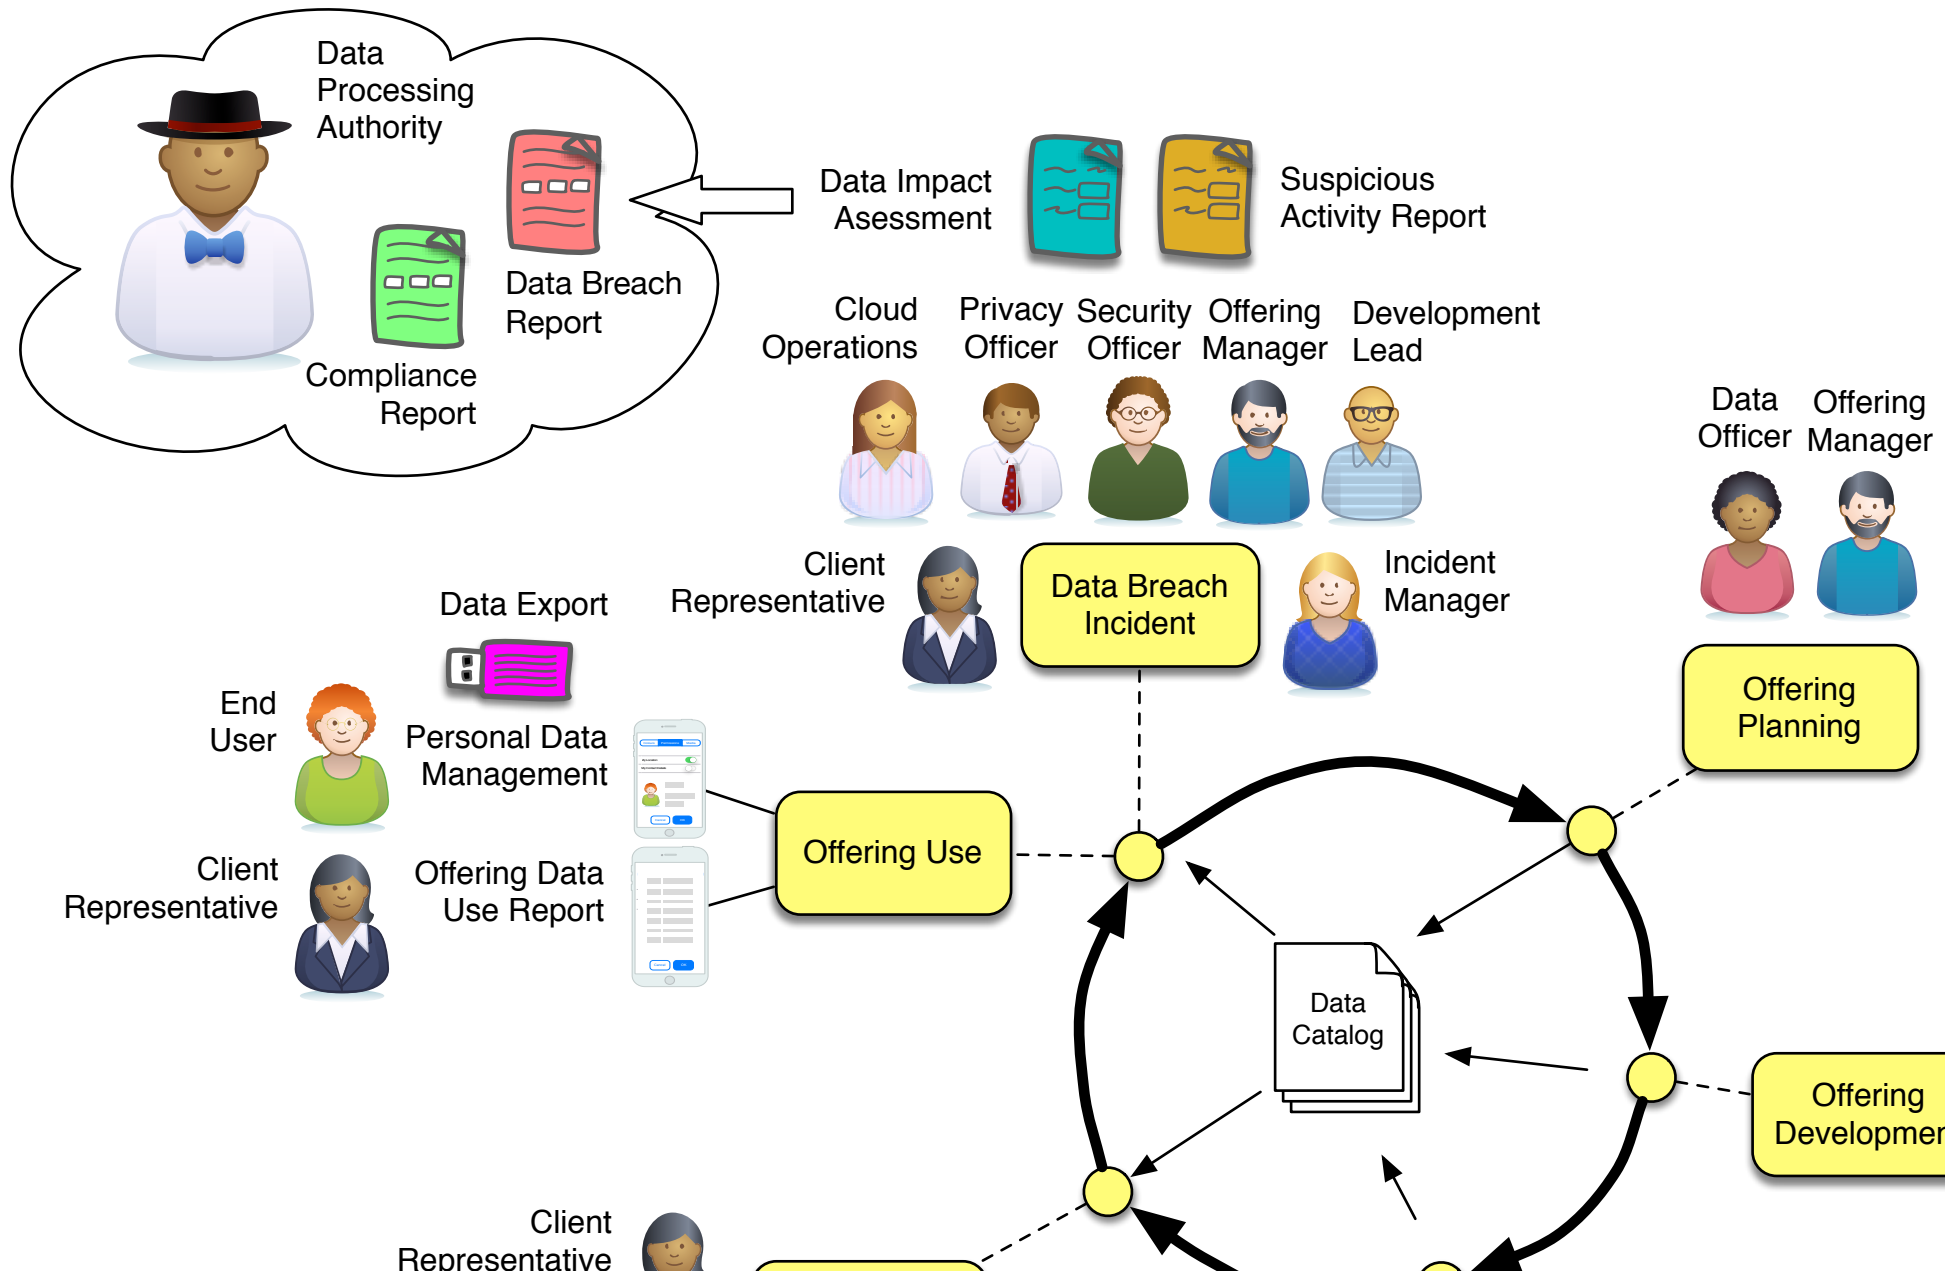 Data
Processing
Authority
Data Breach
Report
Compliance
Report
Data Impact
Asessment
Suspicious
Activity Report
Cloud
Operations
Privacy
Officer
Security
Officer
Offering
Manager
Development
Lead
Data
Officer
Offering
Manager
Client
Representative
Data Breach
Incident
Incident
Manager
Data Export
End
User
Personal Data
Management
Offering
Planning
Offering Use
Client
Representative
Offering Data
Use Report
Data
Catalog
Offering
Developmen
Client
Representative